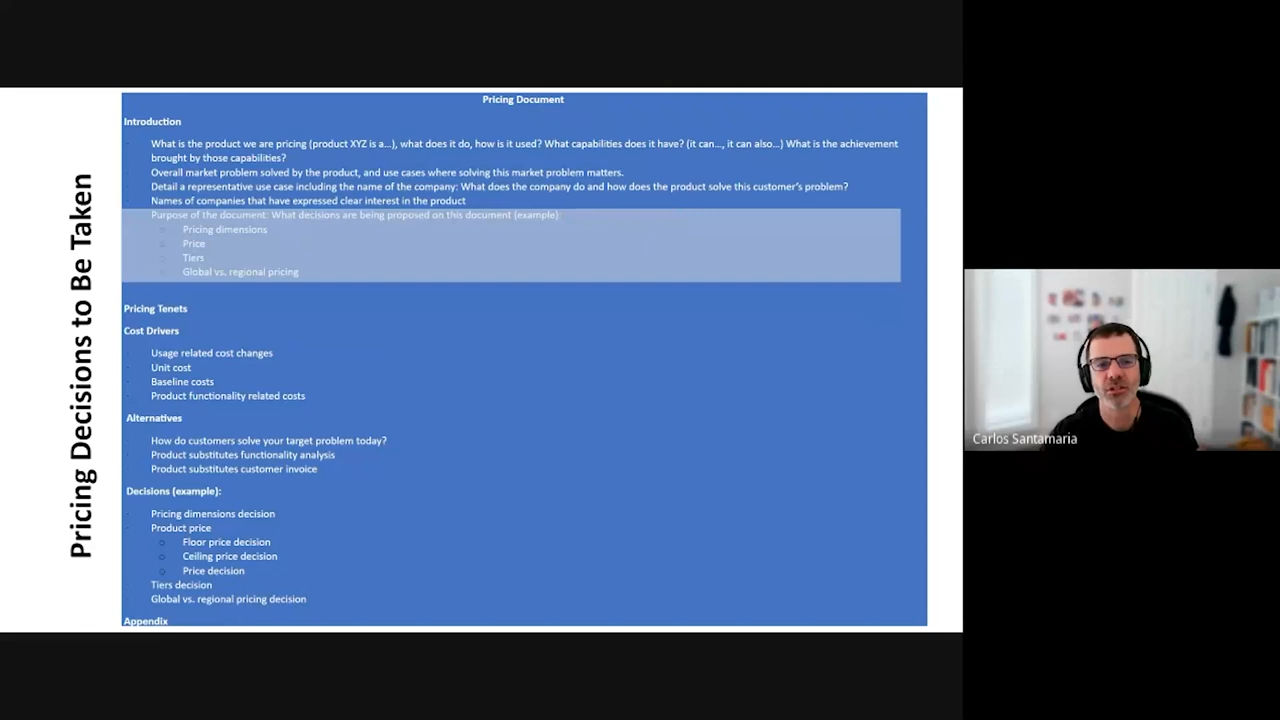 Pricing Decisions to Be Taken
Pricing Document
Introduction
What is the product we are pricing (product XYZ is a...), what does it do, how is it used? What capabilities does it have? (it can..., it can also...) What is the achievement
brought by those capabilities?
Overall market problem solved by the product, and use cases where solving this market problem matters.
Detail a representative use case including the name of the company: What does the company do and how does the product solve this customer's problem?
Names of companies that have expressed clear interest in the product
Purpose of the document: What decisions are being proposed on this document (example):
Pricing dimensions
Price
Tiers
Global vs. regional pricing
Pricing Tenets
Cost Drivers
Usage related cost changes
Unit cost
Baseline costs
Product functionality related costs
Alternatives
How do customers solve your target problem today?
Product substitutes functionality analysis
Product substitutes customer invoice
Decisions (example):
Pricing dimensions decision
Product price
Floor price decision
Ceiling price decision
Price decision
Tiers decision
Global vs. regional pricing decision
Appendix
Carlos Santamaria